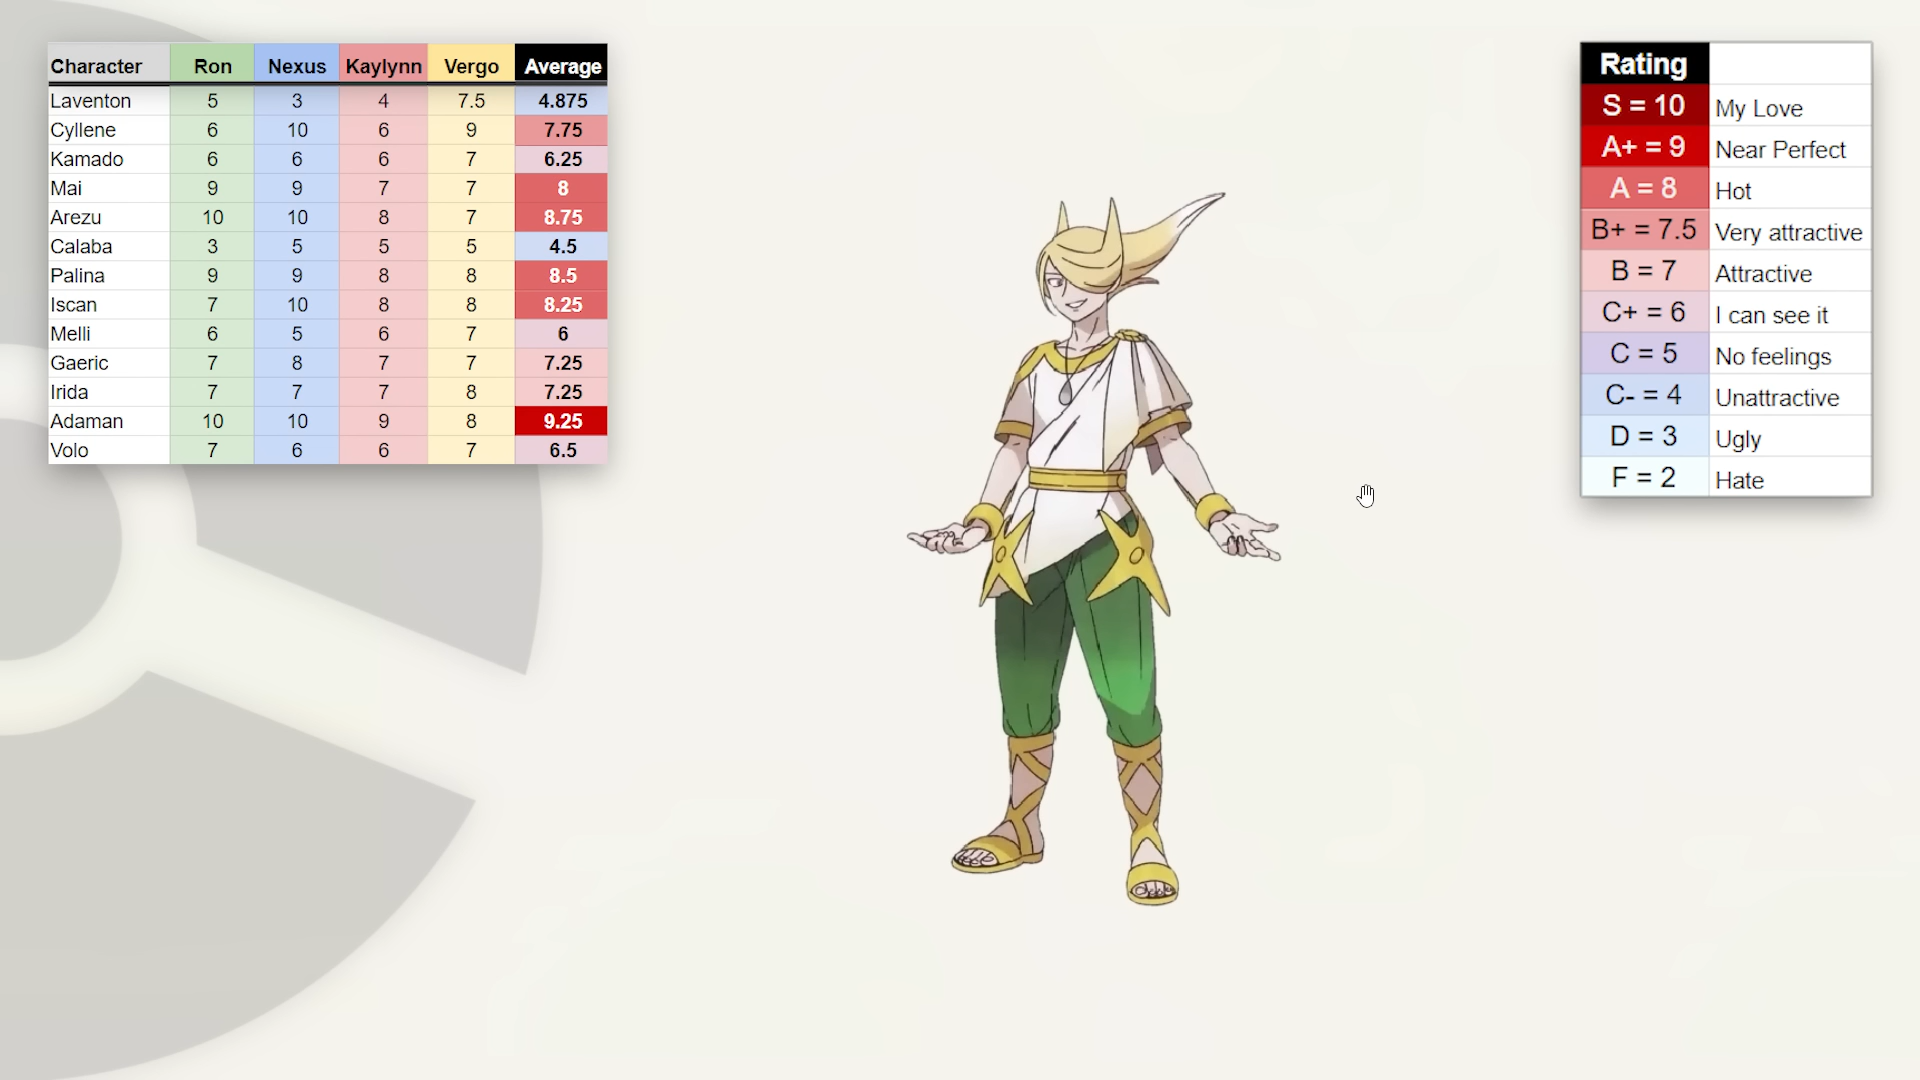 Character Ron Nexus Kaylynn Vergo Average
Laventon 5 3 4 7.5 4.875
Cyllene 6 10 6 9 7.75
Kamado 6 6 6 7 6.25
Mai 9 9 7 7 8
Arezu 10 10 8 7 8.75
Calaba 3 5 5 5 4.5
Palina 9 9 8 8 8.5
Iscan 7 10 8 8 8.25
Melli 6 5 6 7 6
Gaeric 7 8 7 7 7.25
Irida 7 7 7 8 7.25
Adaman 10 10 9 8 9.25
Volo 7 6 6 7 6.5
Rating
S = 10 My Love
A+ = 9 Near Perfect
A = 8 Hot
B+ = 7.5 Very attractive
B = 7 Attractive
C+ = 6 I can see it
C = 5 No feelings
C- = 4 Unattractive
D = 3 Ugly
F = 2 Hate